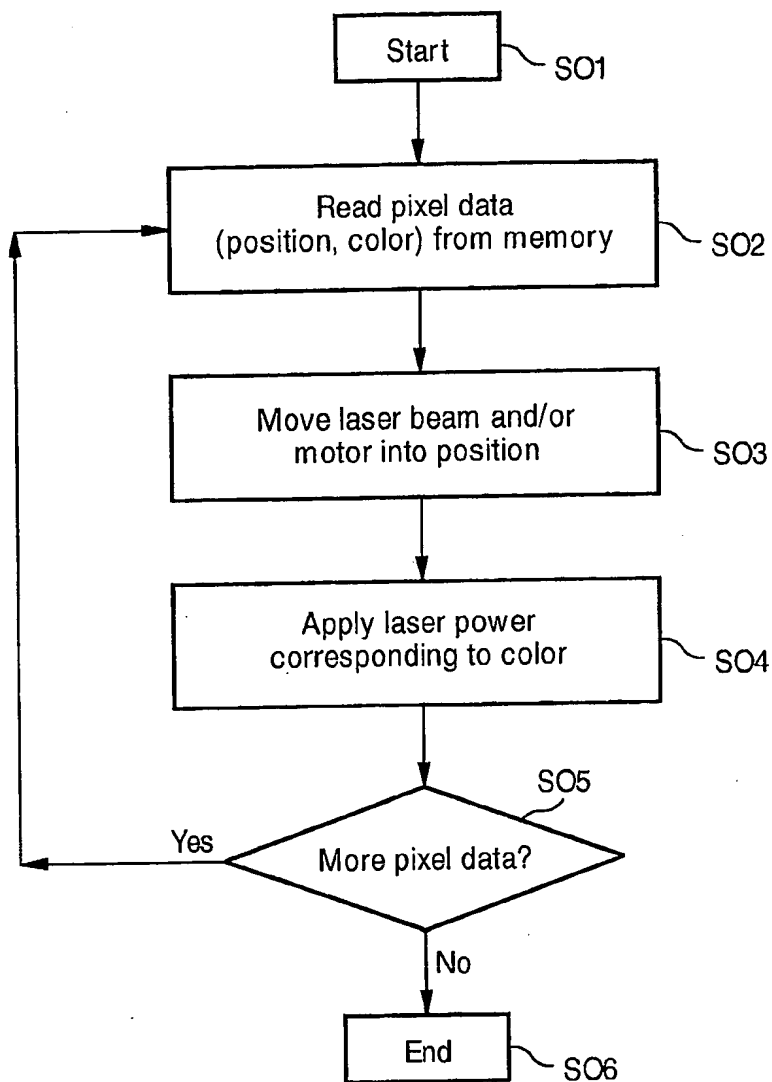 Start
SO1
Read pixel data
(position, color) from memory
SO2
Move laser beam and/or
motor into position
SO3
Apply laser power
corresponding to color
SO4
SO5
Yes
More pixel data?
No
End
SO6